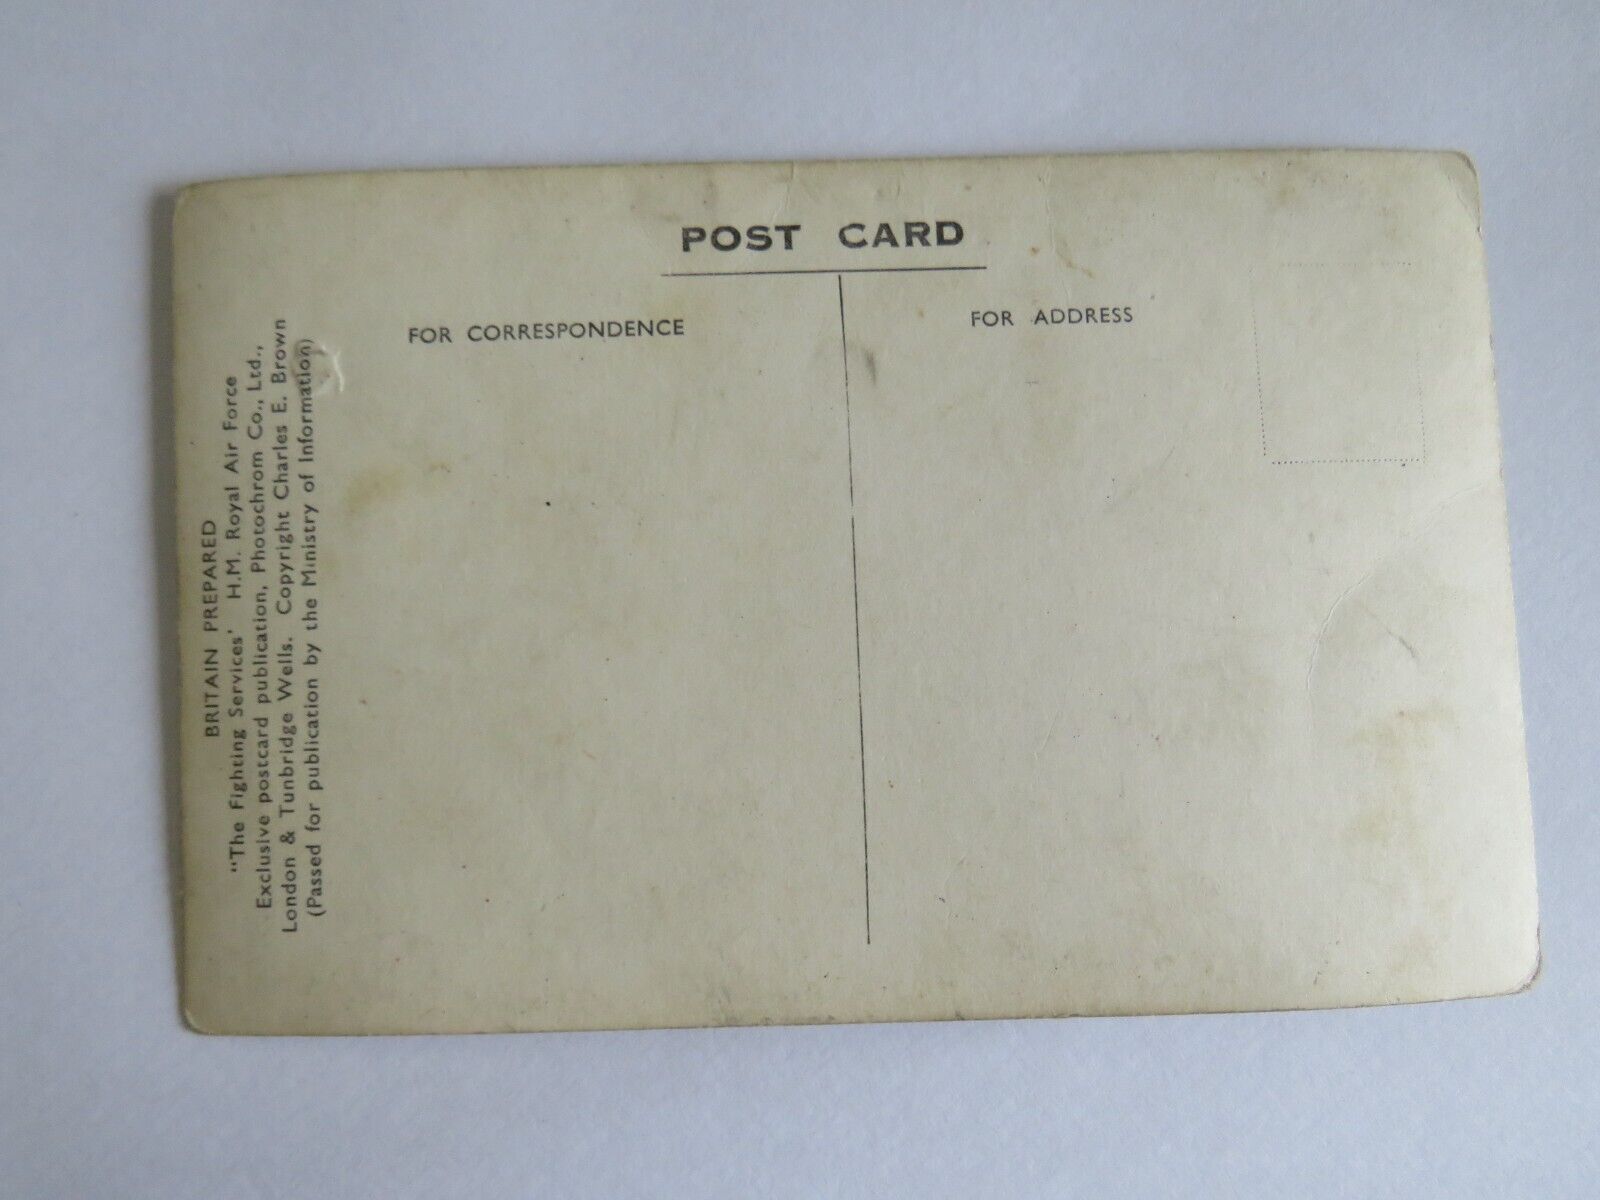 POST CARD
FOR CORRESPONDENCE
FOR ADDRESS
BRITAIN PREPARED
"The Fighting Services' H.M. Royal Air Force
Exclusive postcard publication, Photochrom Co., Ltd.,
London & Tunbridge Wells. Copyright Charles E. Brown
(Passed for publication by the Ministry of Information)